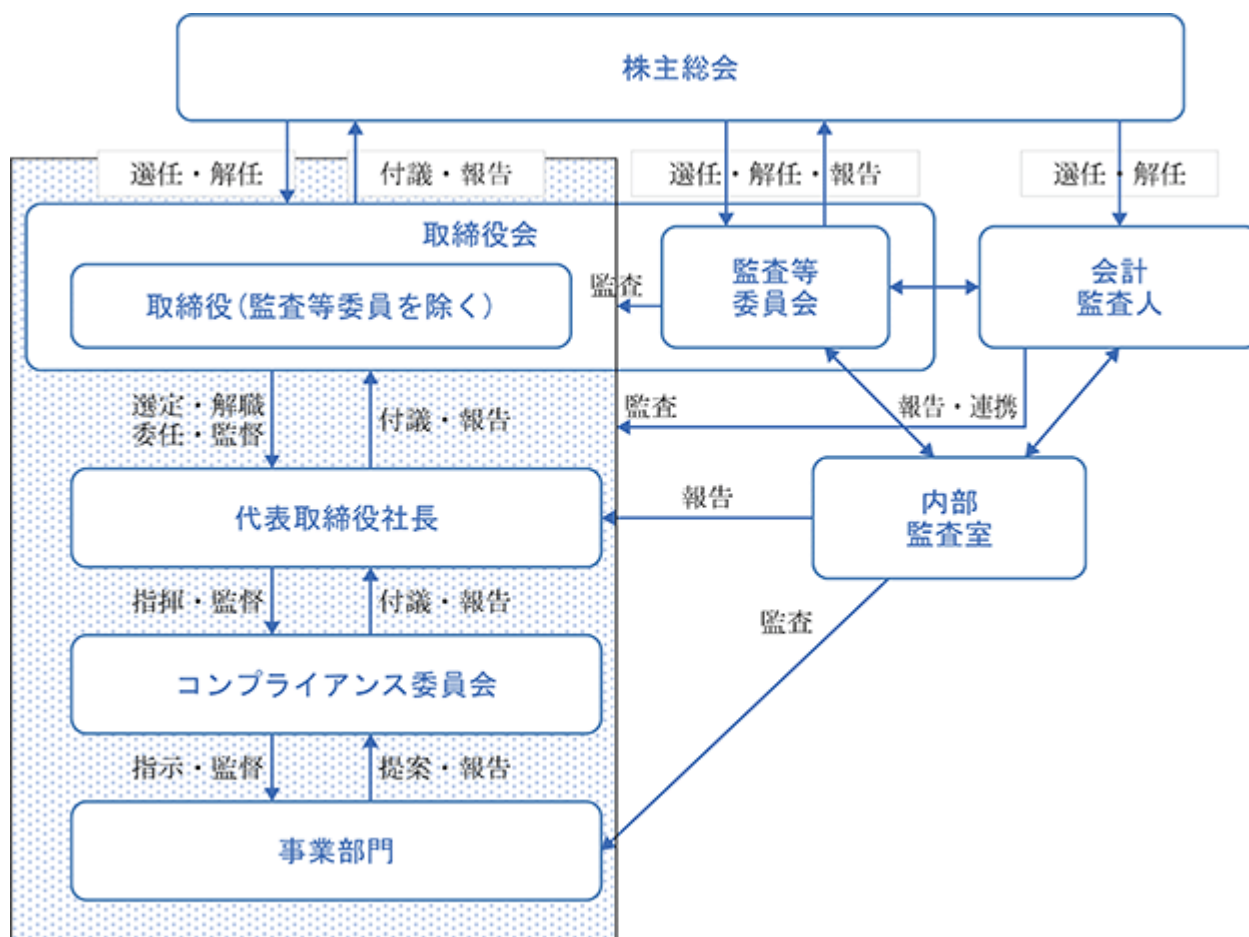 株主総会
選任・解任
付議・報告
選任・解任・報告
選任・解任
取締役会
取締役(監査等委員を除く)
監査
監査等
委員会
会計
監査人
選定・解職
委任・監督
付議・報告
監査
報告・連携
代表取締役社長
報告
内部
監査室
指揮・監督
付議・報告
監査
コンプライアンス委員会
指示・監督
提案・報告
事業部門